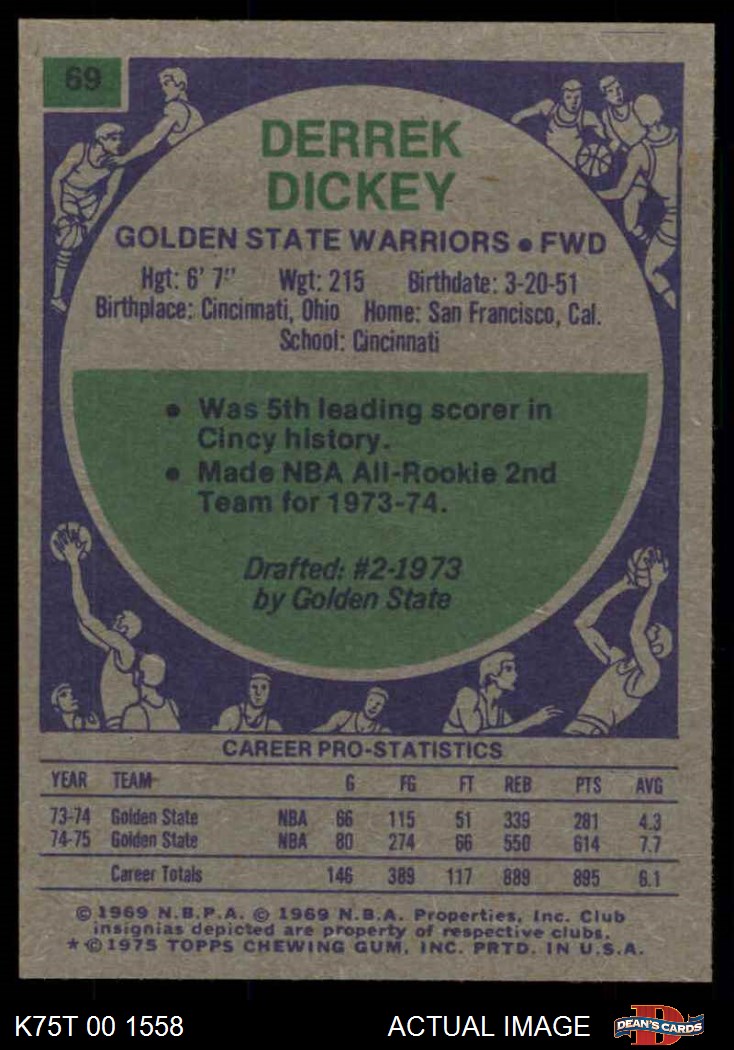 69
DERREK
DICKEY
GOLDEN STATE WARRIORS • FWD
Hgt: 6' 7" Wgt: 215 Birthdate: 3-20-51
Birthplace: Cincinnati, Ohio Home: San Francisco, Cal.
School: Cincinnati
• Was 5th leading scorer in
Cincy history.
• Made NBA All-Rookie 2nd
Team for 1973-74.
Drafted: #2-1973
by Golden State
CAREER PRO-STATISTICS
YEAR TEAM G FG FT REB PTS AVG
73-74 Golden State NBA 66 115 51 339 281 4.3
74-75 Golden State NBA 80 274 66 550 614 7.7
Career Totals 146 389 117 889 895 6.1
© 1969 N.B.P.A. © 1969 N.B.A. Properties, Inc. Club
insignias depicted are property of respective clubs.
* © 1975 TOPPS CHEWING GUM, INC. PRTD. IN U.S.A.
K75T 00 1558 ACTUAL IMAGE
D
DEAN'S CARDS